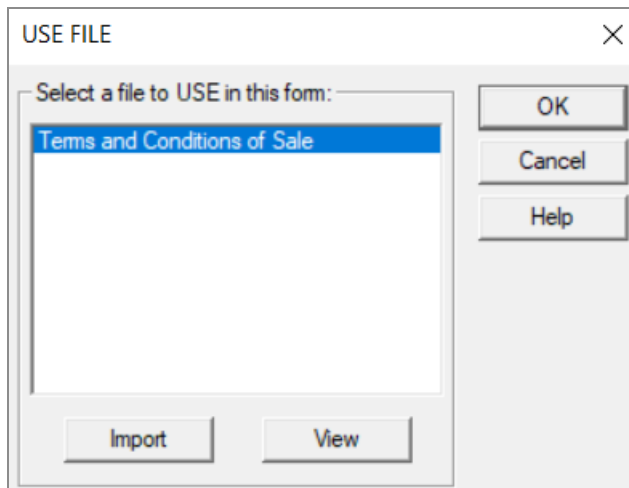 USE FILE
Select a file to USE in this form:
OK
Terms and Conditions of Sale
Cancel
Help
Import View